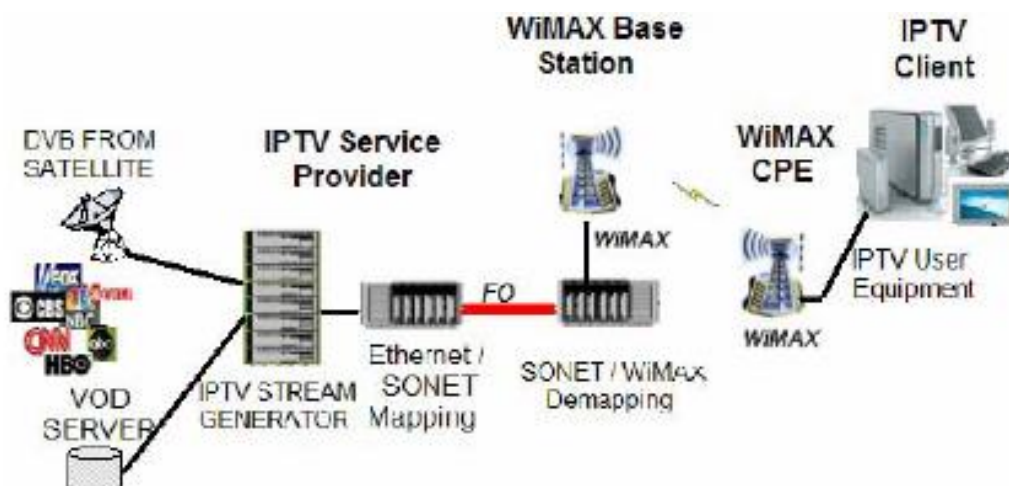 WiMAX Base
Station
IPTV
Client
DVB FROM
SATELLITE
IPTV Service
Provider
WiMAX
CPE
WiMAX
FO
IPTV User
Equipment
WiMAX
CBS
CNN
abc
HBO
Ethernet /
SONET
Mapping
SONET / WiMAX
Demapping
VOD
SERVER
IPTV STREAM
GENERATOR